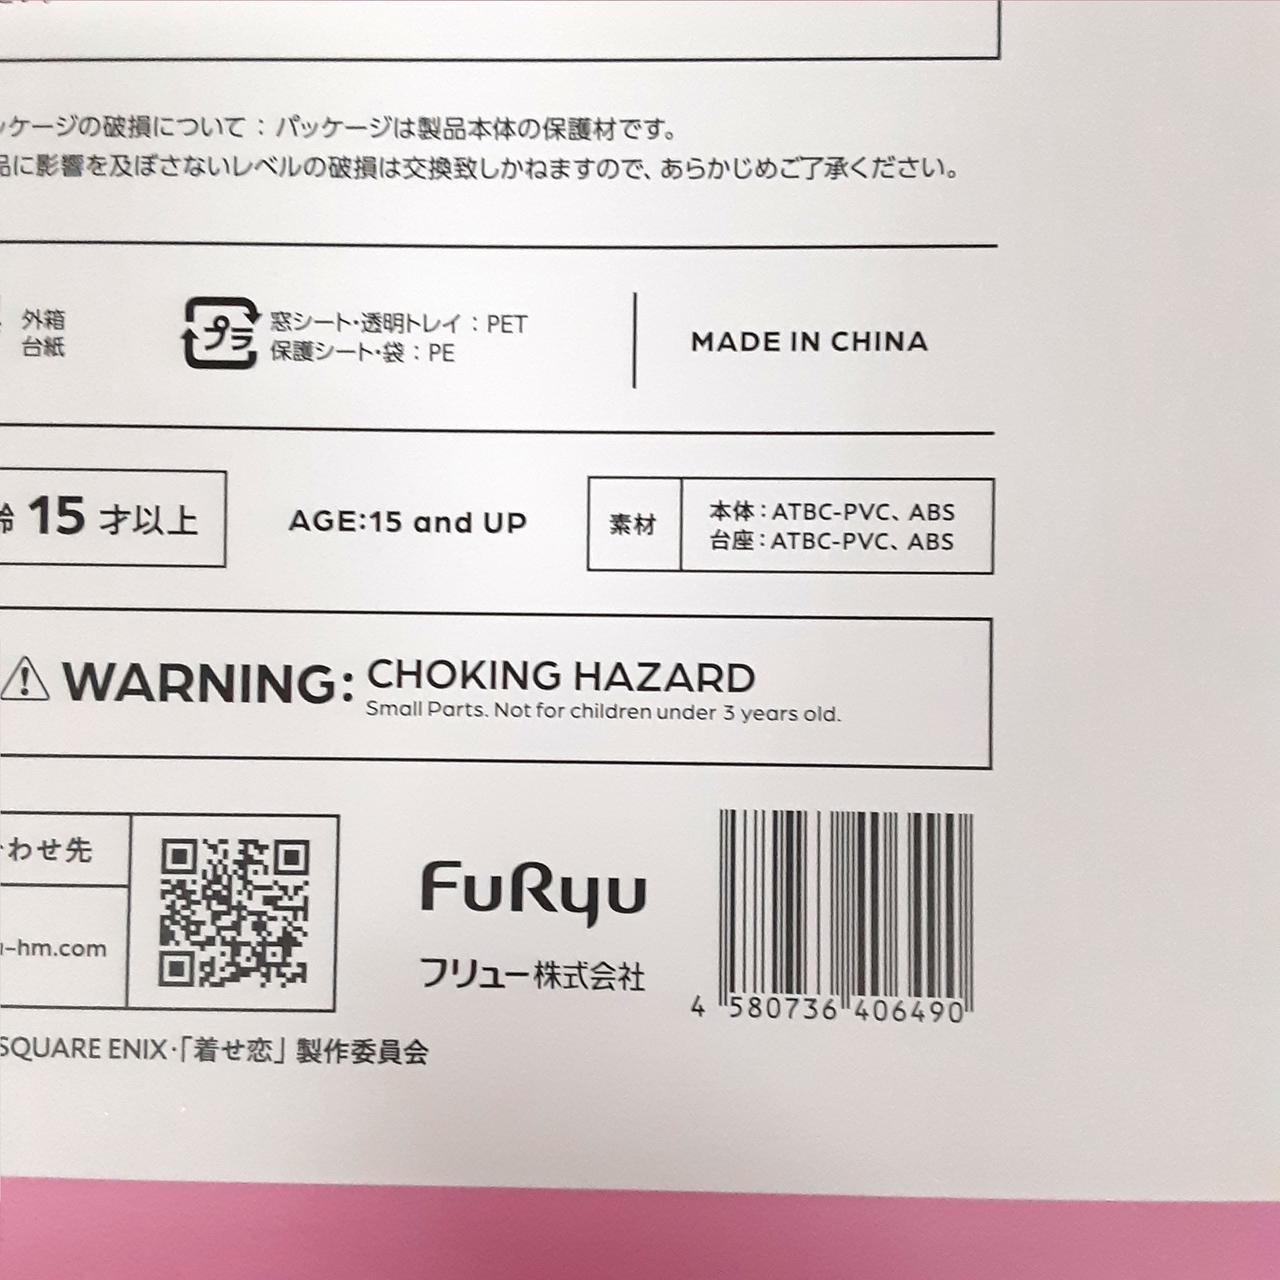 ッケージの破損について：パッケージは製品本体の保護材です。
品に影響を及ぼさないレベルの破損は交換致しかねますので、あらかじめご了承ください。
外箱
台紙
プラ
窓シート・透明トレイ：PET
保護シート・袋：PE
MADE IN CHINA
齢 15 才以上
AGE:15 and UP
素材
本体：ATBC-PVC、ABS
台座：ATBC-PVC、ABS
WARNING: CHOKING HAZARD
Small Parts. Not for children under 3 years old.
わせ先
-hm.com
FuRyu
フリュー株式会社
4 580736 406490
SQUARE ENIX・「着せ恋」製作委員会